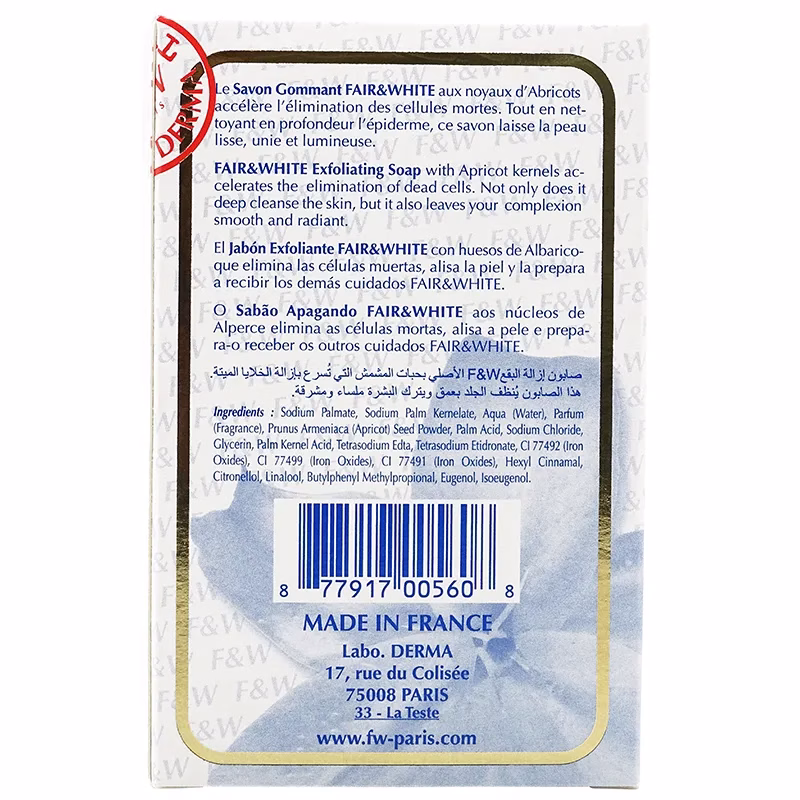 DERMA
Le Savon Gommant FAIR&WHITE aux noyaux d'Abricots
accélère l'élimination des cellules mortes. Tout en net-
toyant en profondeur l'épiderme, ce savon laisse la peau
lisse, unie et lumineuse.
FAIR&WHITE Exfoliating Soap with Apricot kernels ac-
celerates the elimination of dead cells. Not only does it
deep cleanse the skin, but it also leaves your complexion
smooth and radiant.
El Jabón Exfoliante FAIR&WHITE con huesos de Albarico-
que elimina las células muertas, alisa la piel y la prepara
a recibir los demás cuidados FAIR&WHITE.
O Sabão Apagando FAIR&WHITE aos núcleos de
Alperce elimina as células mortas, alisa a pele e prepa-
ra-o receber os outros cuidados FAIR&WHITE.
صابون إزالة البقع F&W الأصلي بحبات المشمش التي تُسرع بإزالة الخلايا الميتة.
هذا الصابون يُنظف الجلد بعمق ويترك البشرة ملساء ومشرقة.
Ingredients : Sodium Palmate, Sodium Palm Kernelate, Aqua (Water), Parfum
(Fragrance), Prunus Armeniaca (Apricot) Seed Powder, Palm Acid, Sodium Chloride,
Glycerin, Palm Kernel Acid, Tetrasodium Edta, Tetrasodium Etidronate, CI 77492 (Iron
Oxides), CI 77499 (Iron Oxides), CI 77491 (Iron Oxides), Hexyl Cinnamal,
Citronellol, Linalool, Butylphenyl Methylpropional, Eugenol, Isoeugenol.
8 77917 00560 8
MADE IN FRANCE
Labo. DERMA
17, rue du Colisée
75008 PARIS
33 - La Teste
www.fw-paris.com